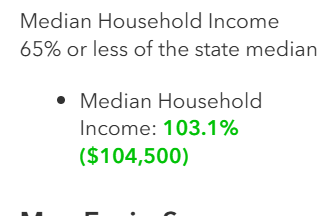 Median Household Income
65% or less of the state median
• Median Household
Income: 103.1%
($104,500)